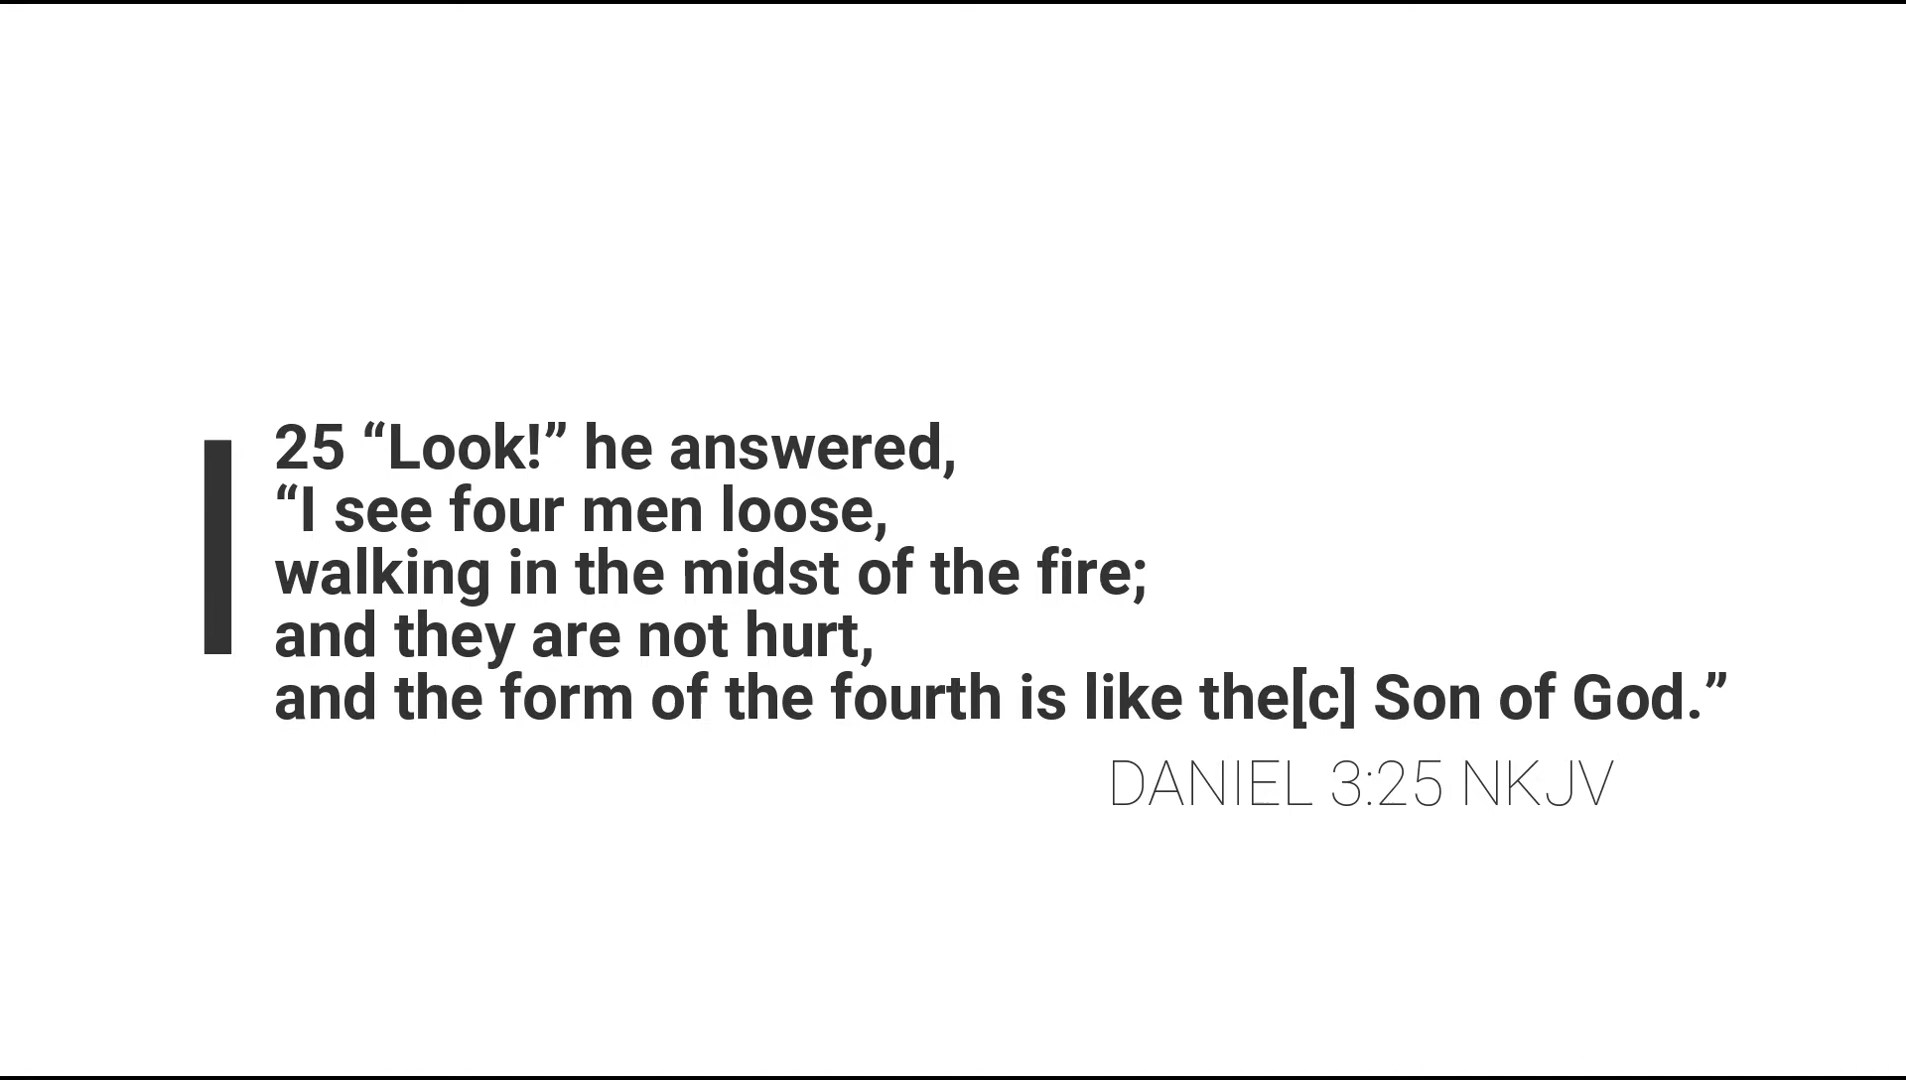 25 “Look!” he answered,
“I see four men loose,
walking in the midst of the fire;
and they are not hurt,
and the form of the fourth is like the[c] Son of God.”
DANIEL 3:25 NKJV